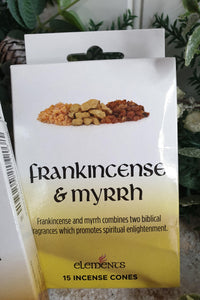 frankincense
& myrrh
Frankincense and myrrh combines two biblical
fragrances which promotes spiritual enlightenment.
elements
15 INCENSE CONES